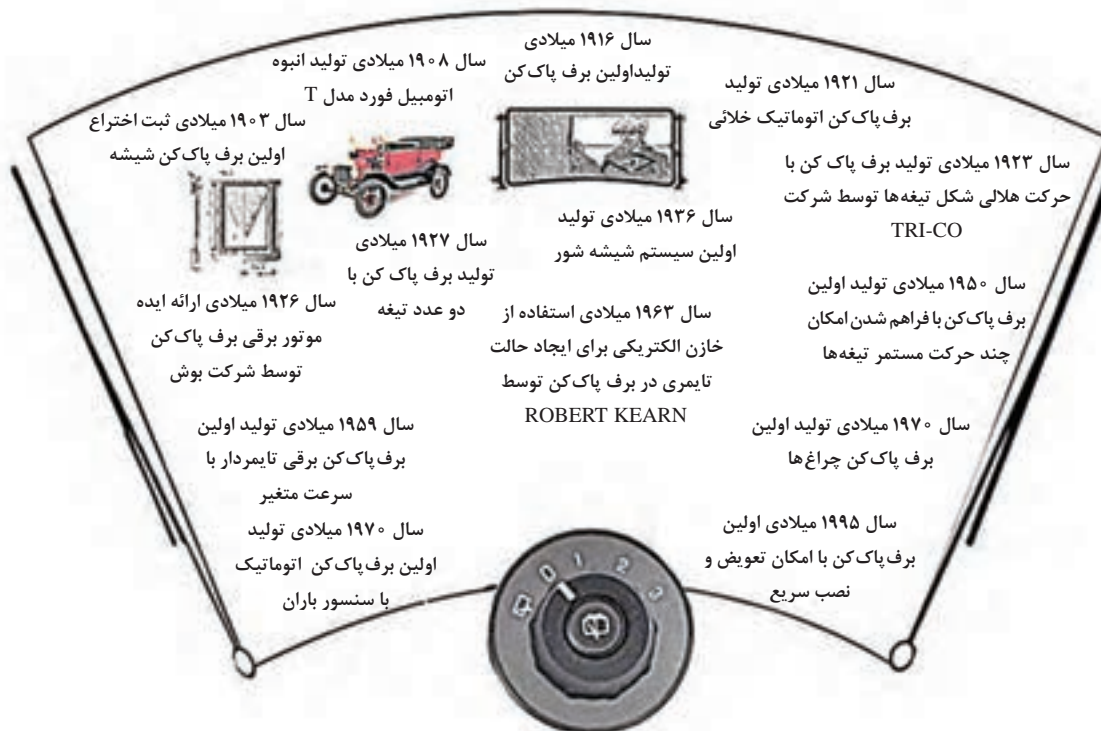 سال ۱۹۱۶ میلادی
تولیداولین برف پاک‌کن
سال ۱۹۰۸ میلادی تولید انبوه
اتومبیل فورد مدل T
سال ۱۹۲۱ میلادی تولید
برف‌پاک‌کن اتوماتیک خلائی
سال ۱۹۰۳ میلادی ثبت اختراع
اولین برف پاک‌کن شیشه
سال ۱۹۲۳ میلادی تولید برف پاک کن با
حرکت هلالی شکل تیغه‌ها توسط شرکت
TRI-CO
سال ۱۹۳۶ میلادی تولید
اولین سیستم شیشه شور
سال ۱۹۲۷ میلادی
تولید برف پاک کن با
دو عدد تیغه
سال ۱۹۵۰ میلادی تولید اولین
برف‌پاک‌کن با فراهم شدن امکان
چند حرکت مستمر تیغه‌ها
سال ۱۹۲۶ میلادی ارائه ایده
موتور برقی برف پاک‌کن
توسط شرکت بوش
سال ۱۹۶۳ میلادی استفاده از
خازن الکتریکی برای ایجاد حالت
تایمری در برف پاک‌کن توسط
ROBERT KEARN
سال ۱۹۷۰ میلادی تولید اولین
برف پاک‌کن چراغ‌ها
سال ۱۹۵۹ میلادی تولید اولین
برف‌پاک‌کن برقی تایمردار با
سرعت متغیر
سال ۱۹۷۰ میلادی تولید
اولین برف‌پاک‌کن اتوماتیک
با سنسور باران
سال ۱۹۹۵ میلادی اولین
برف‌پاک‌کن با امکان تعویض و
نصب سریع
0 1 2 3